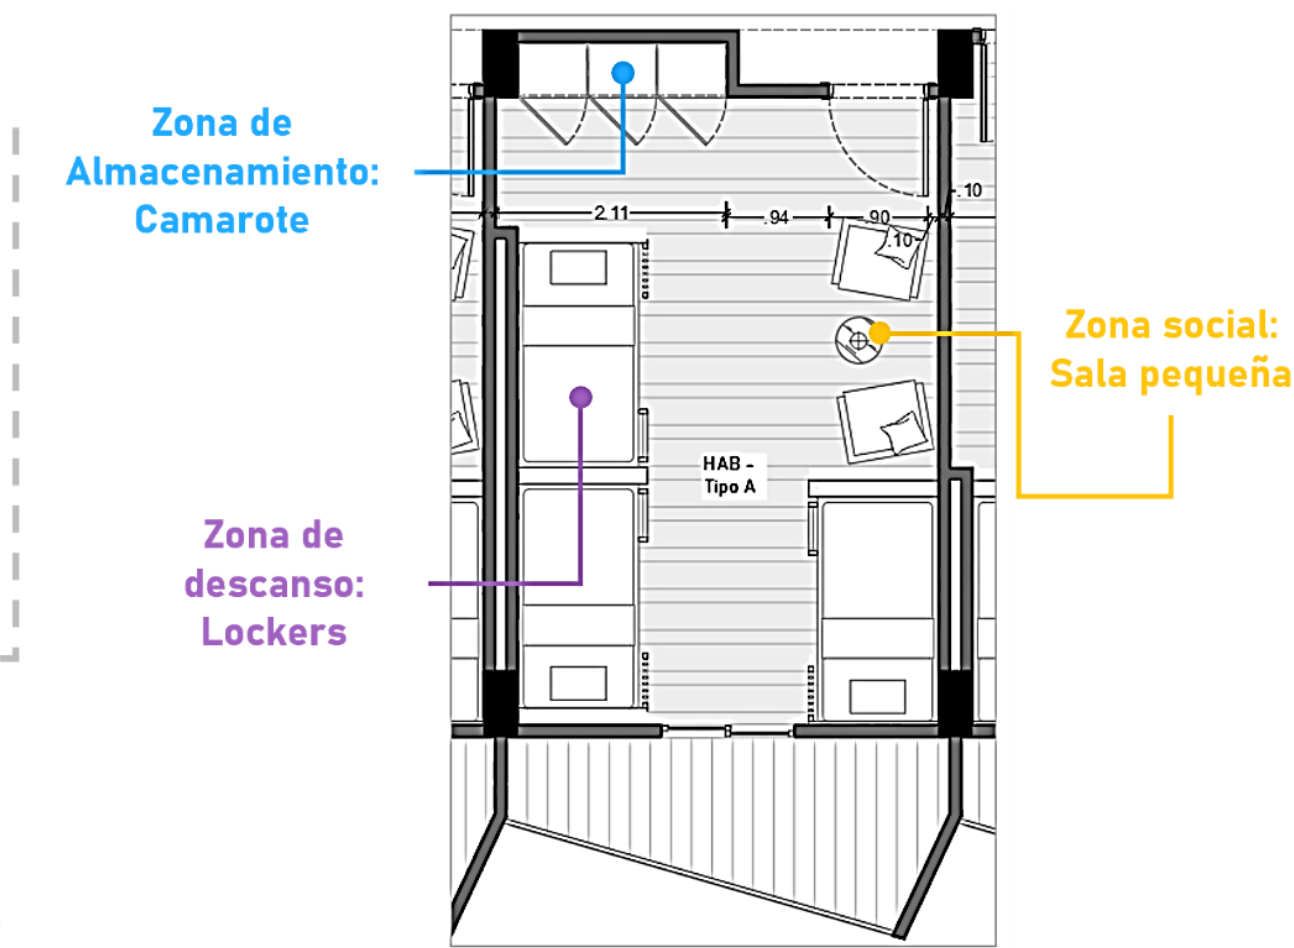 Zona de
Almacenamiento:
Camarote
2.11
.94
.90
.10
.10
Zona social:
Sala pequeña
HAB -
Tipo A
Zona de
descanso:
Lockers